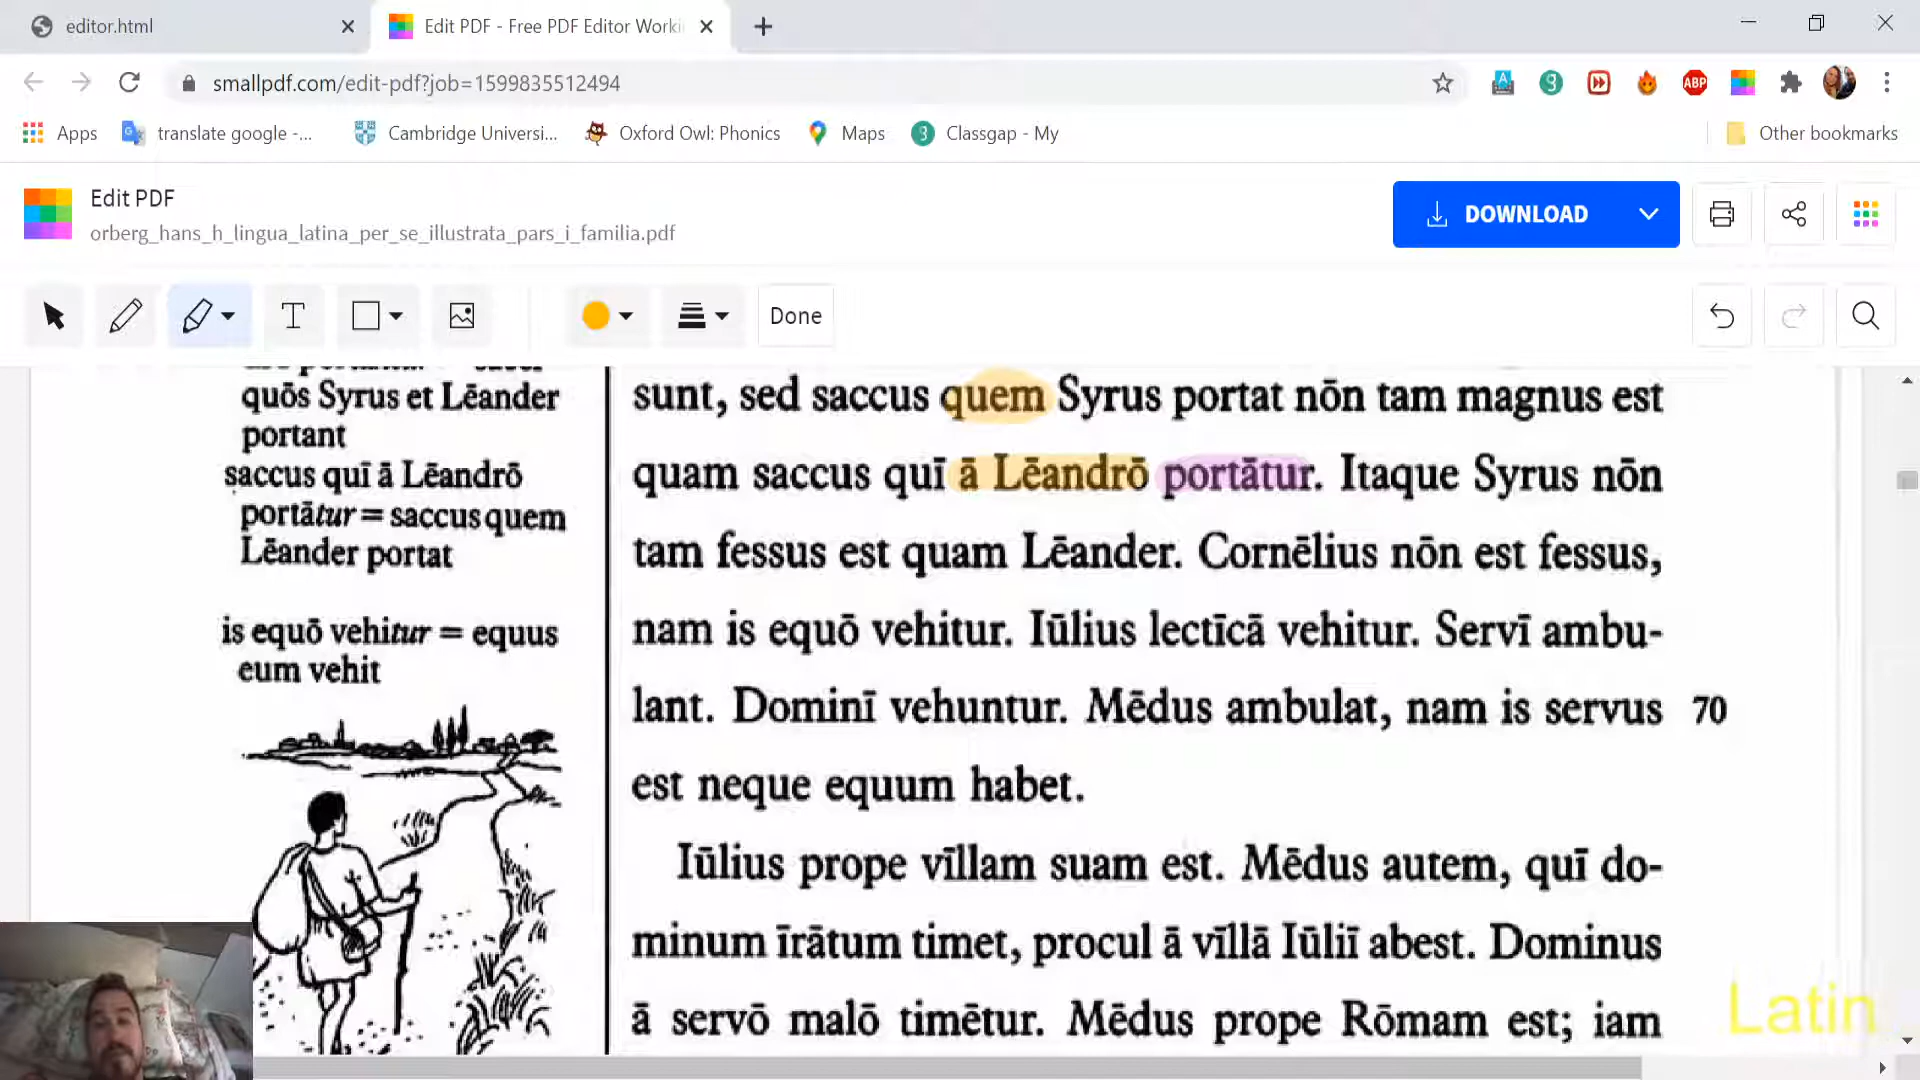 editor.html
Edit PDF - Free PDF Editor Worki
smallpdf.com/edit-pdf?job=1599835512494
ABP
Apps
translate google -...
Cambridge Universi...
Oxford Owl: Phonics
Maps
Classgap - My
Other bookmarks
Edit PDF
orberg_hans_h_lingua_latina_per_se_illustrata_pars_i_familia.pdf
DOWNLOAD
T
Done
quōs Syrus et Lēander
portant
saccus quī ā Lēandrō
portātur = saccus quem
Lēander portat
is equō vehitur = equus
eum vehit
sunt, sed saccus quem Syrus portat nōn tam magnus est
quam saccus quī ā Lēandrō portātur. Itaque Syrus nōn
tam fessus est quam Lēander. Cornēlius nōn est fessus,
nam is equō vehitur. Iūlius lectīcā vehitur. Servī ambu-
lant. Dominī vehuntur. Mēdus ambulat, nam is servus 70
est neque equum habet.
Iūlius prope vīllam suam est. Mēdus autem, quī do-
minum īrātum timet, procul ā vīllā Iūliī abest. Dominus
ā servō malō timētur. Mēdus prope Rōmam est; iam
Latin